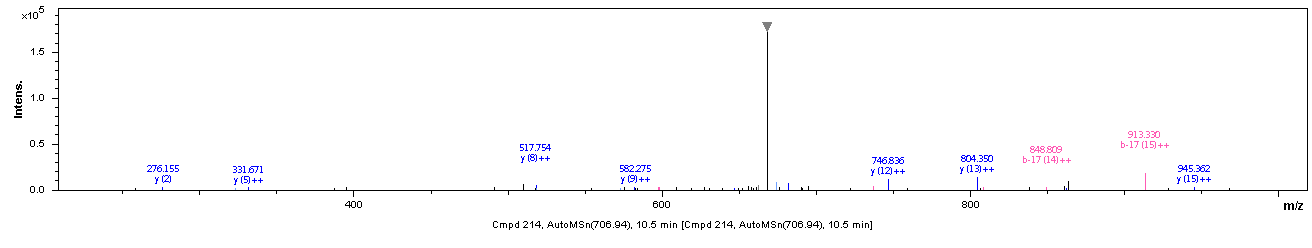 ×10⁵
Intens.
1.5
1.0
0.5
0.0
276.155
y (2)
331.671
y (5)++
517.754
y (8)++
582.275
y (9)++
746.836
y (12)++
804.350
y (13)++
848.809
b-17 (14)++
913.330
b-17 (15)++
945.362
y (15)++
400
600
800
m/z
Cmpd 214, AutoMSn(706.94), 10.5 min [Cmpd 214, AutoMSn(706.94), 10.5 min]